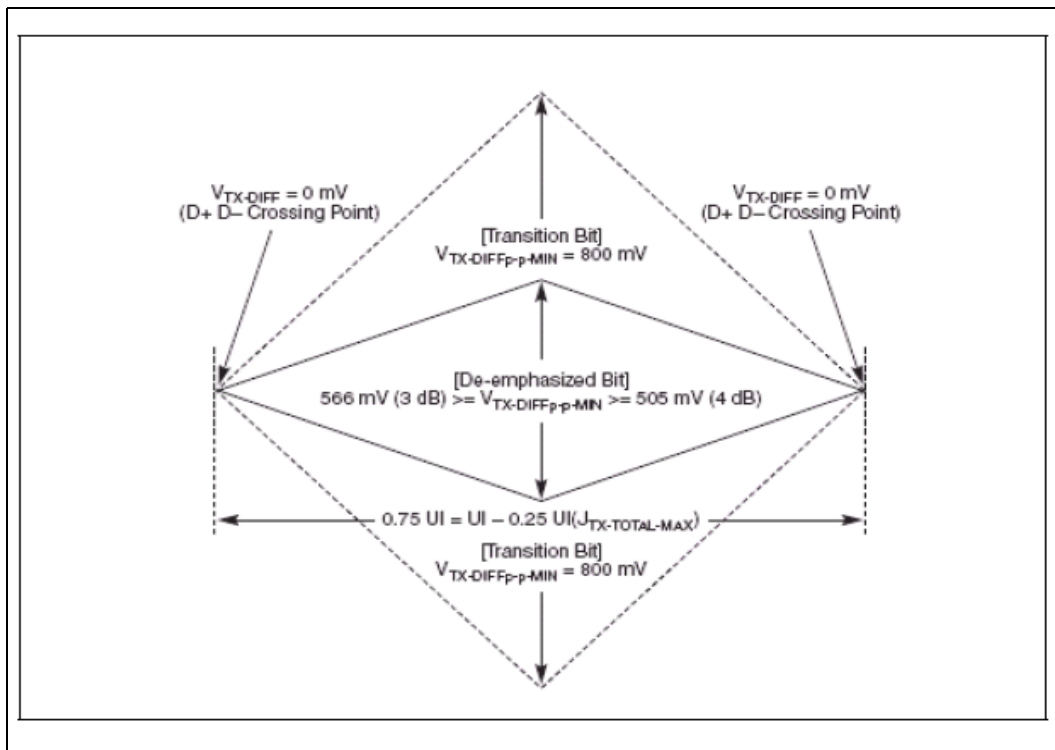 V_TX-DIFF = 0 mV
(D+ D– Crossing Point)
V_TX-DIFF = 0 mV
(D+ D– Crossing Point)
[Transition Bit]
V_TX-DIFFp-p-MIN = 800 mV
[De-emphasized Bit]
566 mV (3 dB) >= V_TX-DIFFp-p-MIN >= 505 mV (4 dB)
0.75 UI = UI – 0.25 UI(J_TX-TOTAL-MAX)
[Transition Bit]
V_TX-DIFFp-p-MIN = 800 mV